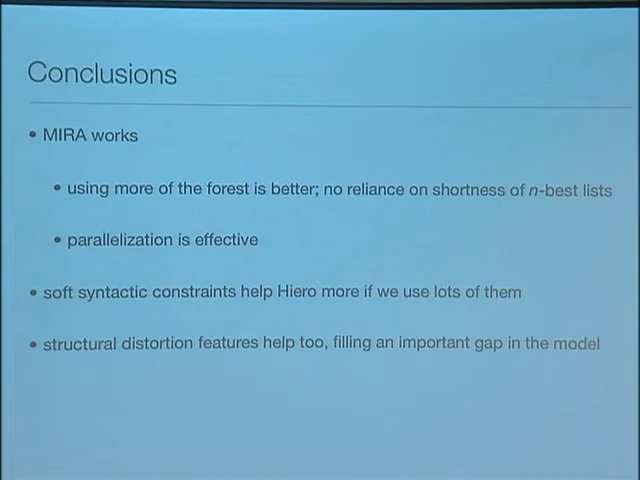 Conclusions
• MIRA works
• using more of the forest is better; no reliance on shortness of n-best lists
• parallelization is effective
• soft syntactic constraints help Hiero more if we use lots of them
• structural distortion features help too, filling an important gap in the model